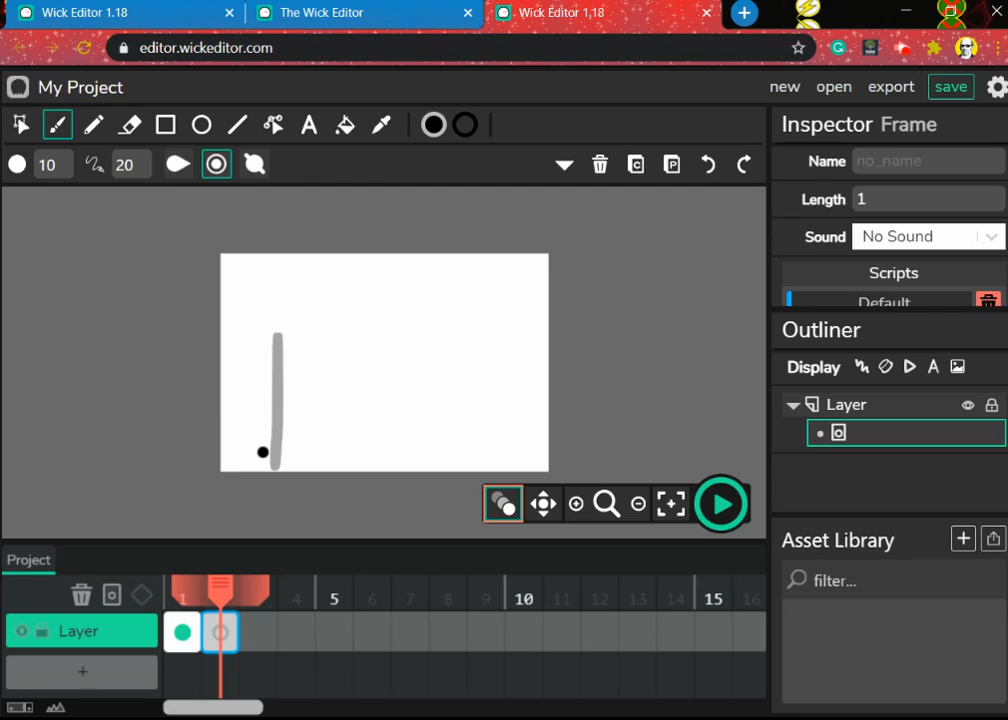 Wick Editor 1.18
The Wick Editor
Wick Editor 1.18
editor.wickeditor.com
My Project
new open export save
10
20
Inspector Frame
Name no_name
Length 1
Sound No Sound
Scripts
Default
Outliner
Display
Layer
Asset Library
filter...
Project
1 4 5 6 7 8 9 10 11 12 13 14 15 16
Layer